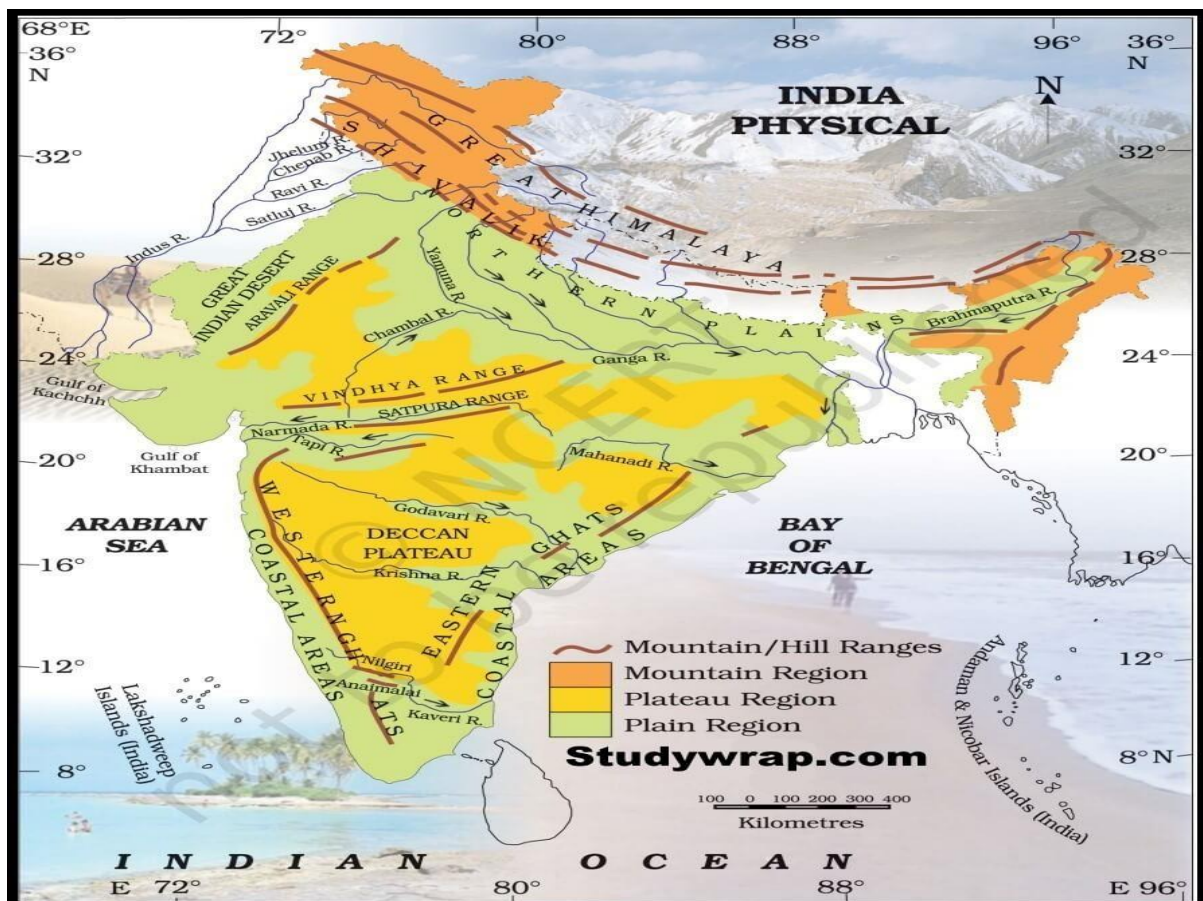 68°E
72°
80°
88°
96°
36°
N
36°
N
INDIA
PHYSICAL
N
32°
32°
GREAT HIMALAYA
SHIVALIK
Jhelum R.
Chenab R.
Ravi R.
Satluj R.
Indus R.
28°
28°
NORTHERN PLAINS
GREAT
INDIAN DESERT
ARAVALI RANGE
Yamuna R.
Chambal R.
Ganga R.
Brahmaputra R.
24°
24°
Gulf of
Kachchh
VINDHYA RANGE
SATPURA RANGE
Narmada R.
Tapi R.
Gulf of
Khambat
20°
20°
Mahanadi R.
Godavari R.
ARABIAN
SEA
DECCAN
PLATEAU
BAY
OF
BENGAL
WESTERN GHATS
COASTAL AREAS
EASTERN GHATS
COASTAL AREAS
16°
16°
Krishna R.
12°
12°
Nilgiri
Anaimalai
Kaveri R.
Lakshadweep
Islands (India)
Andaman & Nicobar Islands (India)
Mountain/Hill Ranges
Mountain Region
Plateau Region
Plain Region
Studywrap.com
8°
8°N
100 0 100 200 300 400
Kilometres
INDIAN OCEAN
E 72°
80°
88°
E 96°
© NCERT
not to be republished